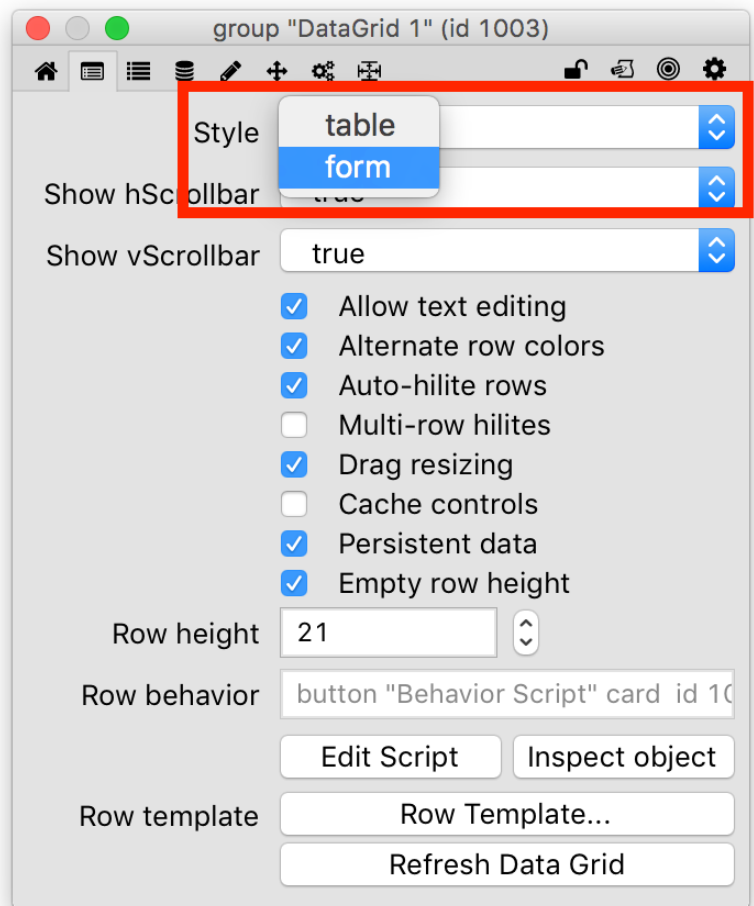 group "DataGrid 1" (id 1003)
Style
table
form
Show hScrollbar
true
Show vScrollbar
true
Allow text editing
Alternate row colors
Auto-hilite rows
Multi-row hilites
Drag resizing
Cache controls
Persistent data
Empty row height
Row height
21
Row behavior
button "Behavior Script" card id 10
Edit Script
Inspect object
Row template
Row Template...
Refresh Data Grid